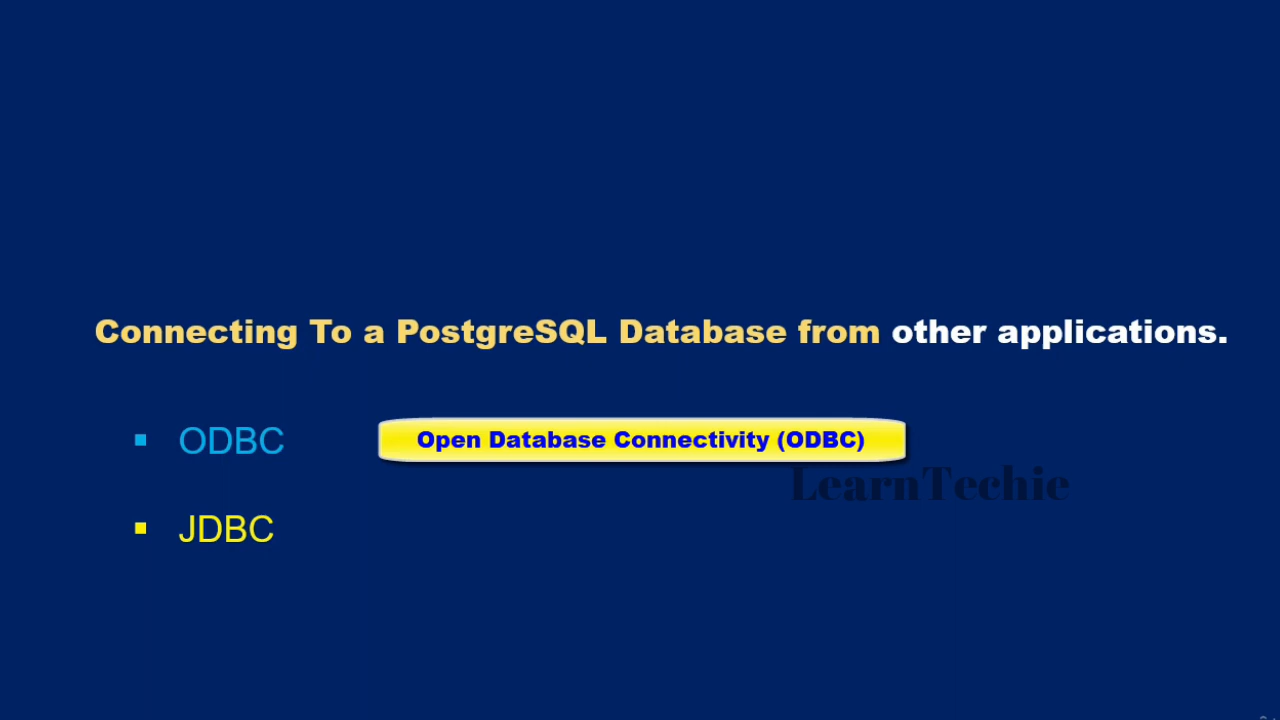 Connecting To a PostgreSQL Database from other applications.
▪ ODBC
Open Database Connectivity (ODBC)
LearnTechie
▪ JDBC